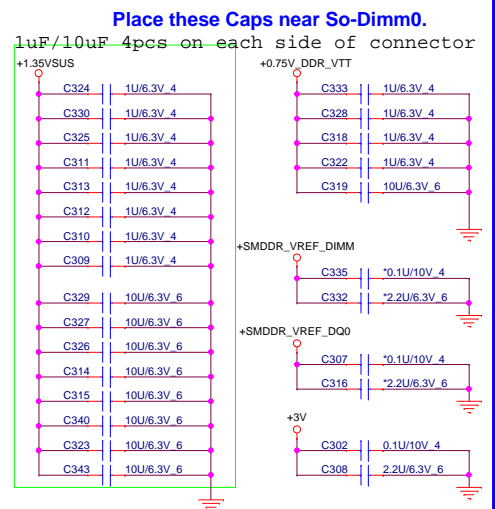 Place these Caps near So-Dimm0.
1uF/10uF 4pcs on each side of connector
+1.35VSUS
C324 1U/6.3V_4
C330 1U/6.3V_4
C325 1U/6.3V_4
C311 1U/6.3V_4
C313 1U/6.3V_4
C312 1U/6.3V_4
C310 1U/6.3V_4
C309 1U/6.3V_4
C329 10U/6.3V_6
C327 10U/6.3V_6
C326 10U/6.3V_6
C314 10U/6.3V_6
C315 10U/6.3V_6
C340 10U/6.3V_6
C323 10U/6.3V_6
C343 10U/6.3V_6
+0.75V_DDR_VTT
C333 1U/6.3V_4
C328 1U/6.3V_4
C318 1U/6.3V_4
C322 1U/6.3V_4
C319 10U/6.3V_6
+SMDDR_VREF_DIMM
C335 *0.1U/10V_4
C332 *2.2U/6.3V_6
+SMDDR_VREF_DQ0
C307 *0.1U/10V_4
C316 *2.2U/6.3V_6
+3V
C302 0.1U/10V_4
C308 2.2U/6.3V_6